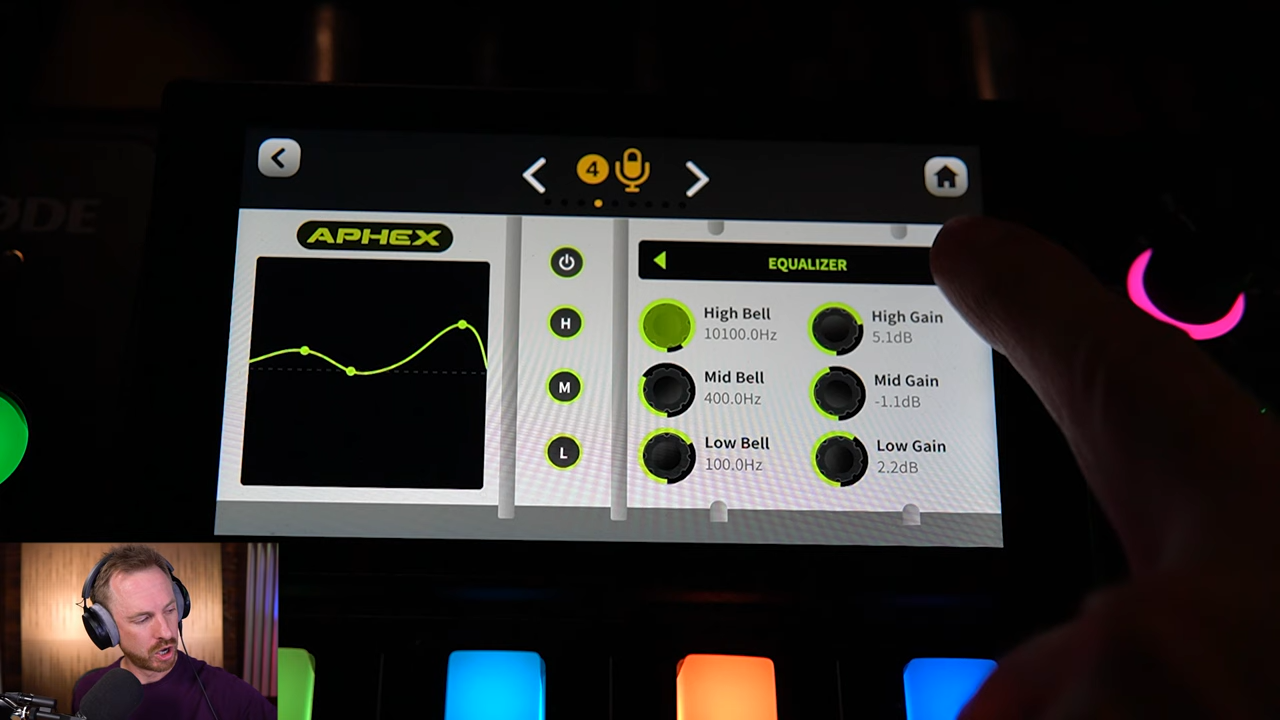 4
ØDE
APHEX
EQUALIZER
H
M
L
High Bell
10100.0Hz
High Gain
5.1dB
Mid Bell
400.0Hz
Mid Gain
-1.1dB
Low Bell
100.0Hz
Low Gain
2.2dB